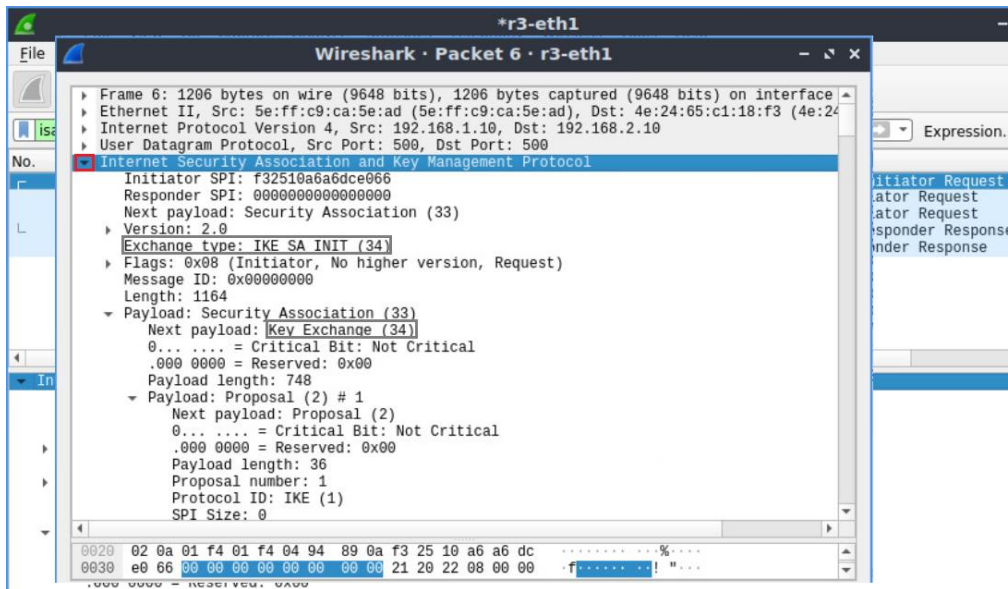 *r3-eth1
File
Wireshark · Packet 6 · r3-eth1
Expression.
No.
Frame 6: 1206 bytes on wire (9648 bits), 1206 bytes captured (9648 bits) on interface
Ethernet II, Src: 5e:ff:c9:ca:5e:ad (5e:ff:c9:ca:5e:ad), Dst: 4e:24:65:c1:18:f3 (4e:24
Internet Protocol Version 4, Src: 192.168.1.10, Dst: 192.168.2.10
User Datagram Protocol, Src Port: 500, Dst Port: 500
Internet Security Association and Key Management Protocol
Initiator SPI: f32510a6a6dce066
Responder SPI: 0000000000000000
Next payload: Security Association (33)
Version: 2.0
Exchange type: IKE_SA_INIT (34)
Flags: 0x08 (Initiator, No higher version, Request)
Message ID: 0x00000000
Length: 1164
Payload: Security Association (33)
Next payload: Key Exchange (34)
0... .... = Critical Bit: Not Critical
.000 0000 = Reserved: 0x00
Payload length: 748
Payload: Proposal (2) # 1
Next payload: Proposal (2)
0... .... = Critical Bit: Not Critical
.000 0000 = Reserved: 0x00
Payload length: 36
Proposal number: 1
Protocol ID: IKE (1)
SPI Size: 0
0020 02 0a 01 f4 01 f4 04 94 89 0a f3 25 10 a6 a6 dc ········ ···%····
0030 e0 66 00 00 00 00 00 00 00 00 21 20 22 08 00 00 ·f······ ··! "···
isa
itiator Request
ator Request
ator Request
sponder Response
nder Response
In
.000 0000 = Reserved: 0x00